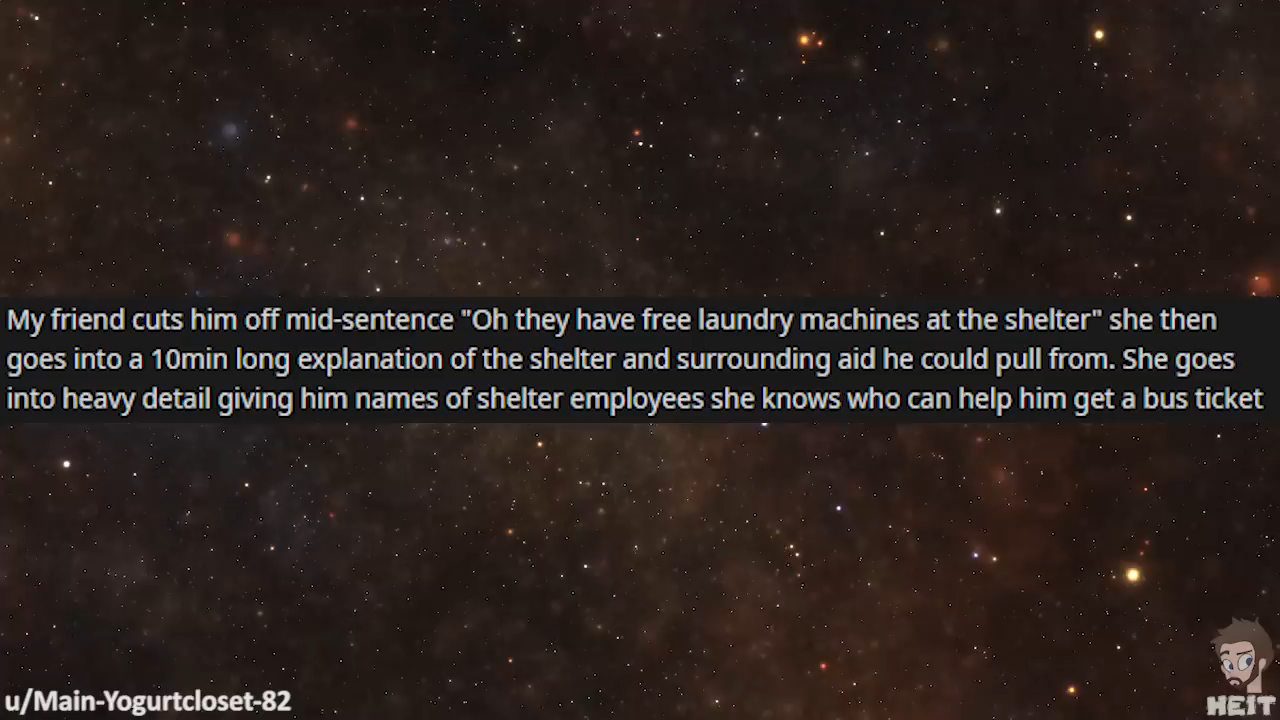 My friend cuts him off mid-sentence "Oh they have free laundry machines at the shelter" she then
goes into a 10min long explanation of the shelter and surrounding aid he could pull from. She goes
into heavy detail giving him names of shelter employees she knows who can help him get a bus ticket
u/Main-Yogurtcloset-82
HEIT